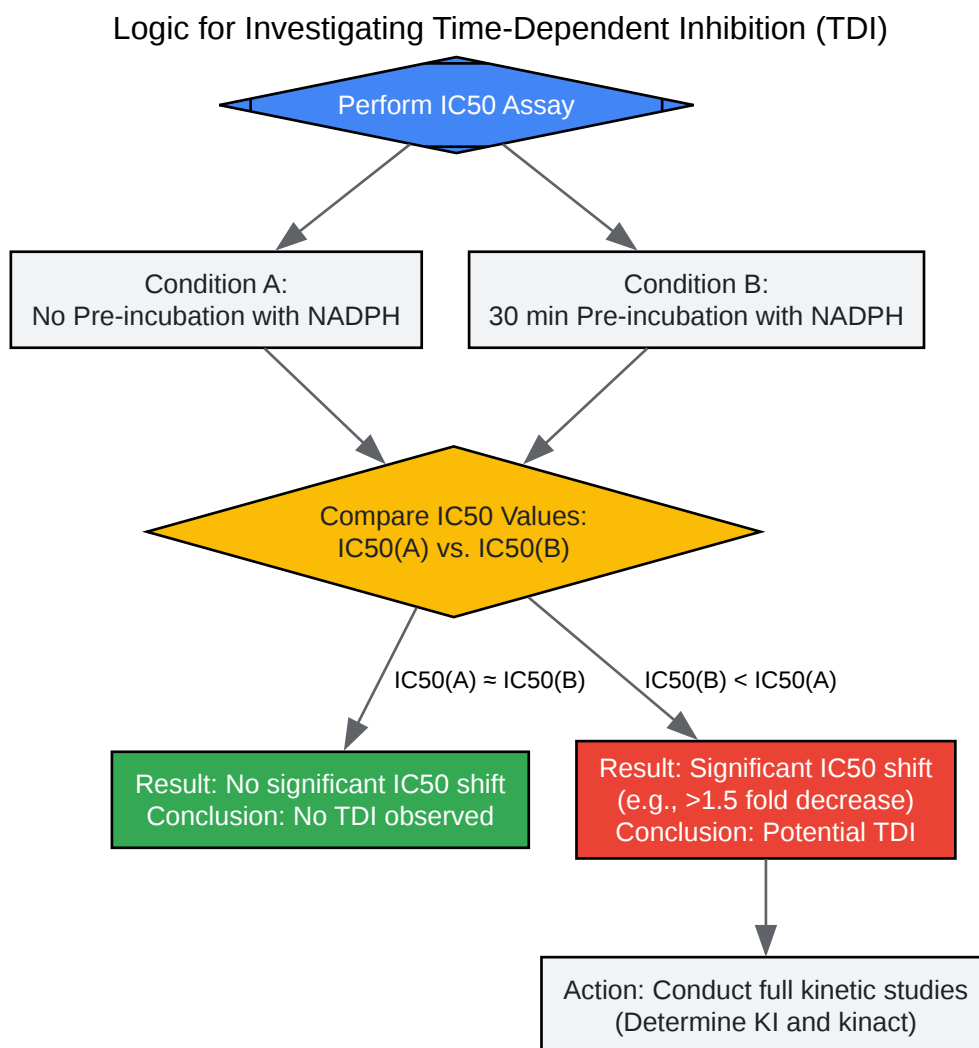 Logic for Investigating Time-Dependent Inhibition (TDI)
Perform IC50 Assay
Condition A:
No Pre-incubation with NADPH
Condition B:
30 min Pre-incubation with NADPH
Compare IC50 Values:
IC50(A) vs. IC50(B)
IC50(A) ≈ IC50(B)
IC50(B) < IC50(A)
Result: No significant IC50 shift
Conclusion: No TDI observed
Result: Significant IC50 shift
(e.g., >1.5 fold decrease)
Conclusion: Potential TDI
Action: Conduct full kinetic studies
(Determine KI and kinact)